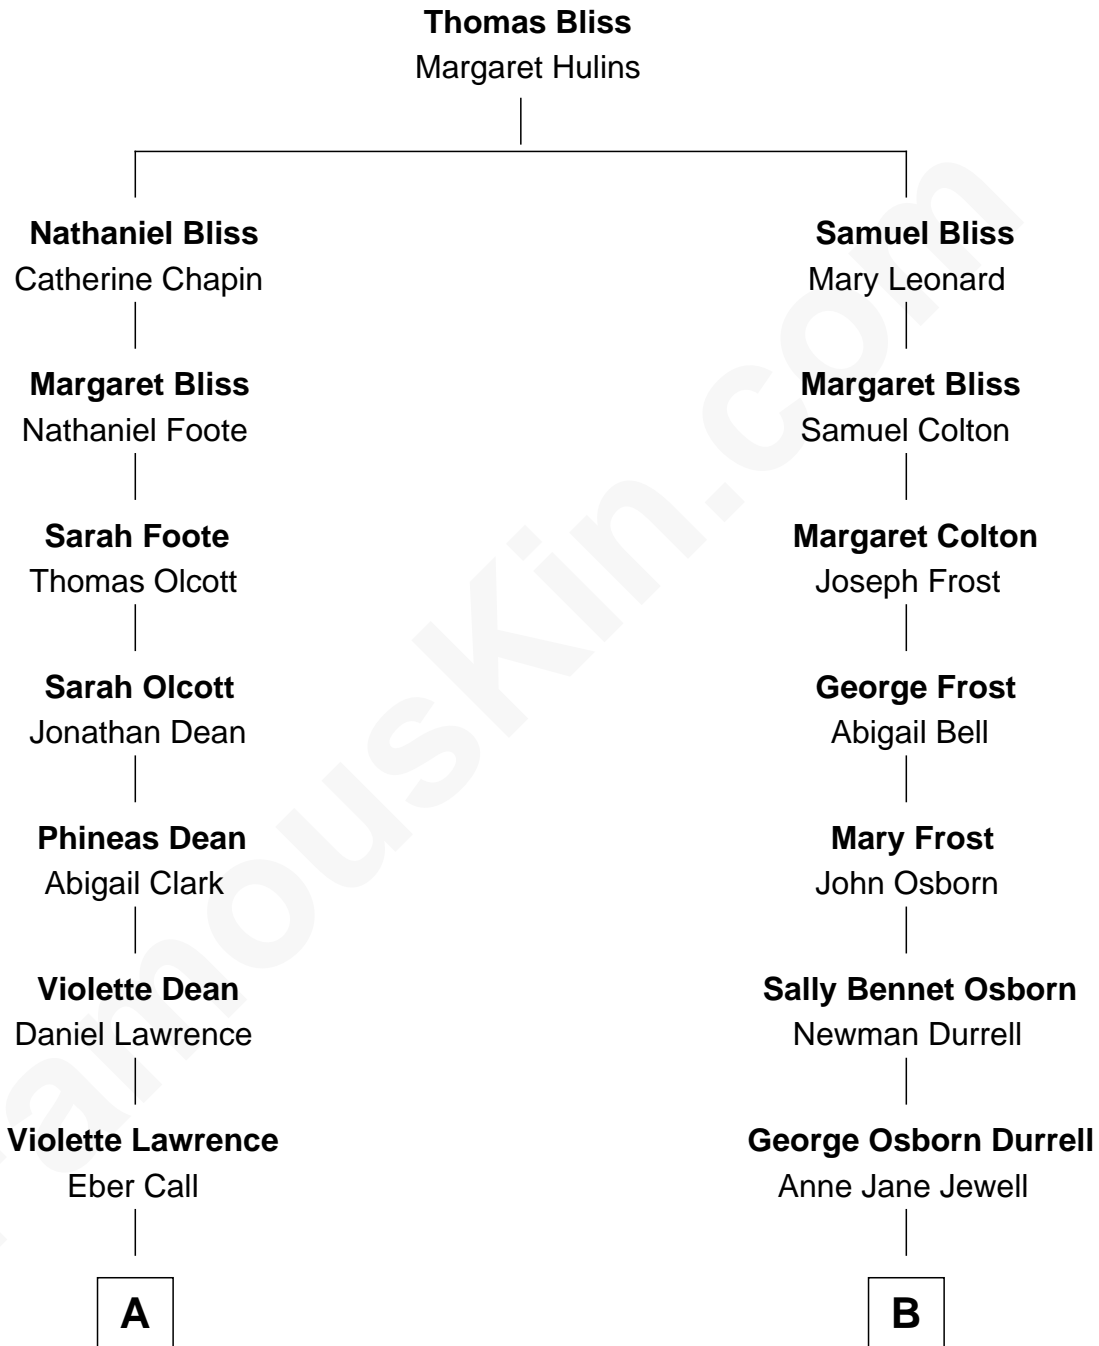 Thomas Bliss
Margaret Hulins
Nathaniel Bliss
Catherine Chapin
Samuel Bliss
Mary Leonard
Margaret Bliss
Nathaniel Foote
Margaret Bliss
Samuel Colton
Sarah Foote
Thomas Olcott
Margaret Colton
Joseph Frost
Sarah Olcott
Jonathan Dean
George Frost
Abigail Bell
Phineas Dean
Abigail Clark
Mary Frost
John Osborn
Violette Dean
Daniel Lawrence
Sally Bennet Osborn
Newman Durrell
Violette Lawrence
Eber Call
George Osborn Durrell
Anne Jane Jewell
A
B
FamousKin.com